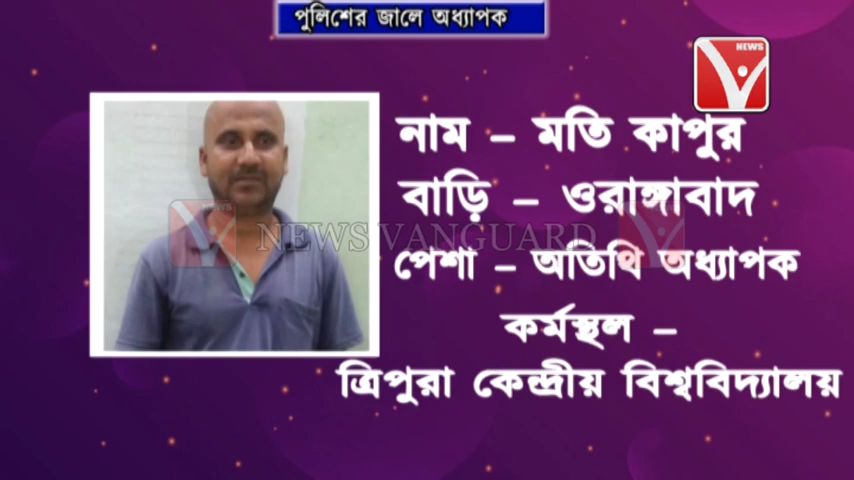 পুলিশের জালে অধ্যাপক
NEWS
নাম – মতি কাপুর
বাড়ি – ওরাঙ্গাবাদ
NEWS VANGUARD
পেশা – অতিথি অধ্যাপক
কর্মস্থল –
ত্রিপুরা কেন্দ্রীয় বিশ্ববিদ্যালয়